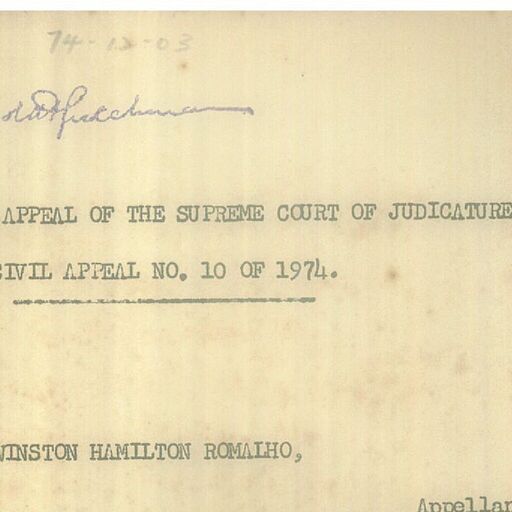 74-12-03
APPEAL OF THE SUPREME COURT OF JUDICATURE
CIVIL APPEAL NO. 10 OF 1974.
WINSTON HAMILTON ROMALHO,
Appellan